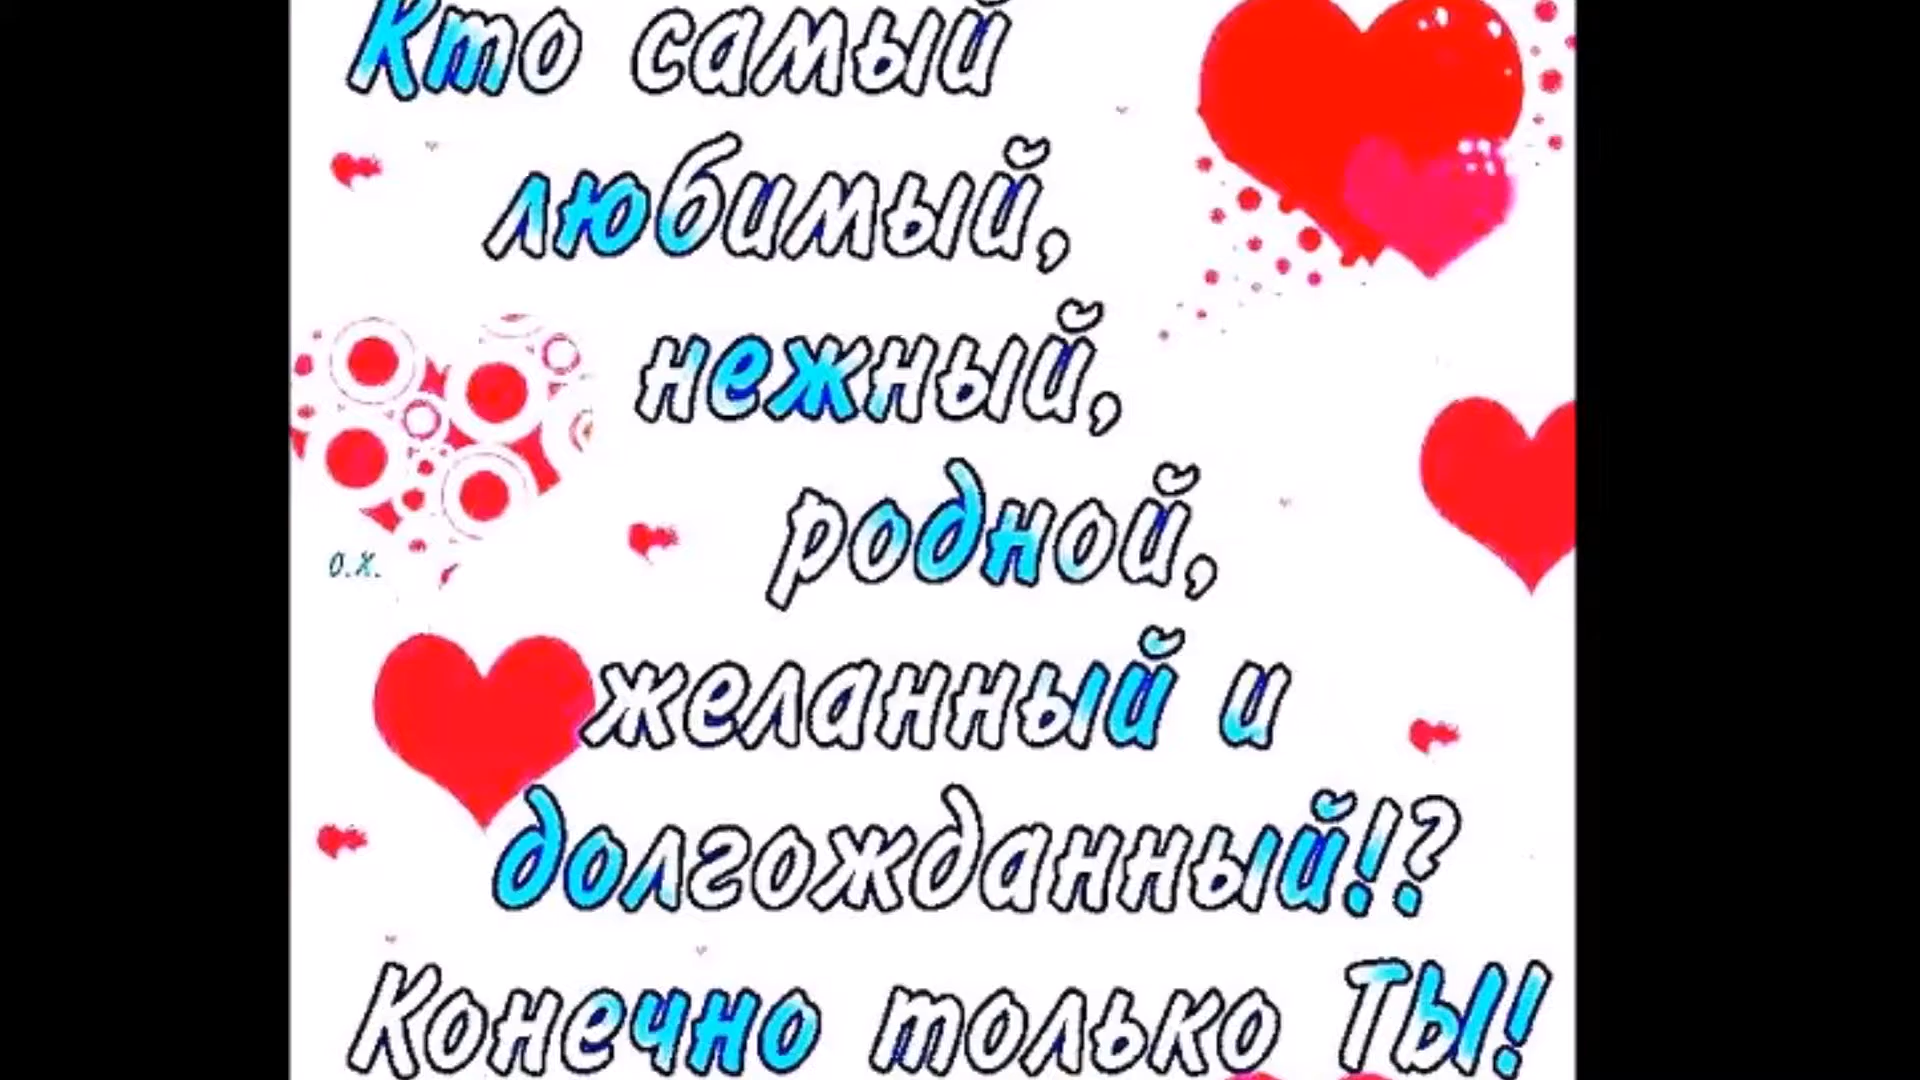 Кто самый
любимый,
нежный,
родной,
О.Х.
желанный и
долгожданный!?
Конечно только ТЫ!